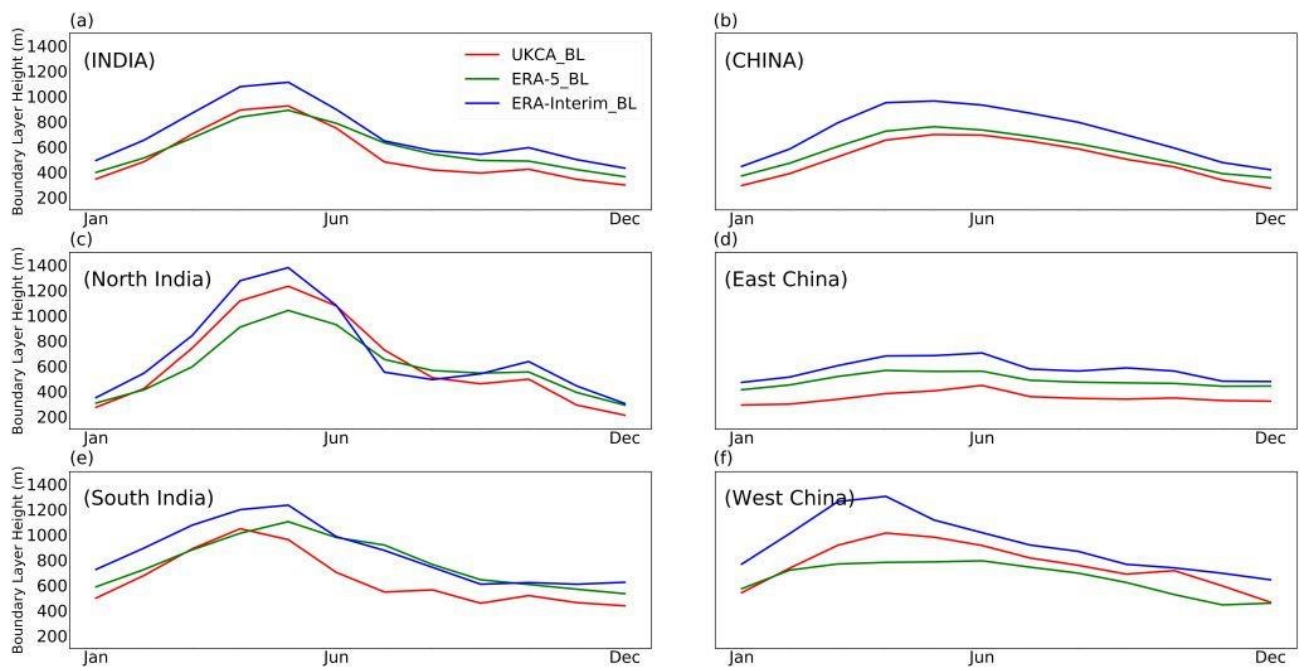 (a)
Boundary Layer Height (m)
1400
1200
1000
800
600
400
200
(INDIA)
UKCA_BL
ERA-5_BL
ERA-Interim_BL
Jan
Jun
Dec
(b)
(CHINA)
Jan
Jun
Dec
(c)
Boundary Layer Height (m)
1400
1200
1000
800
600
400
200
(North India)
Jan
Jun
Dec
(d)
(East China)
Jan
Jun
Dec
(e)
Boundary Layer Height (m)
1400
1200
1000
800
600
400
200
(South India)
Jan
Jun
Dec
(f)
(West China)
Jan
Jun
Dec